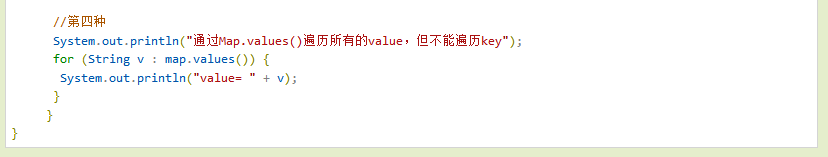 //第四种
System.out.println("通过Map.values()遍历所有的value，但不能遍历key");
for (String v : map.values()) {
System.out.println("value= " + v);
}
}
}